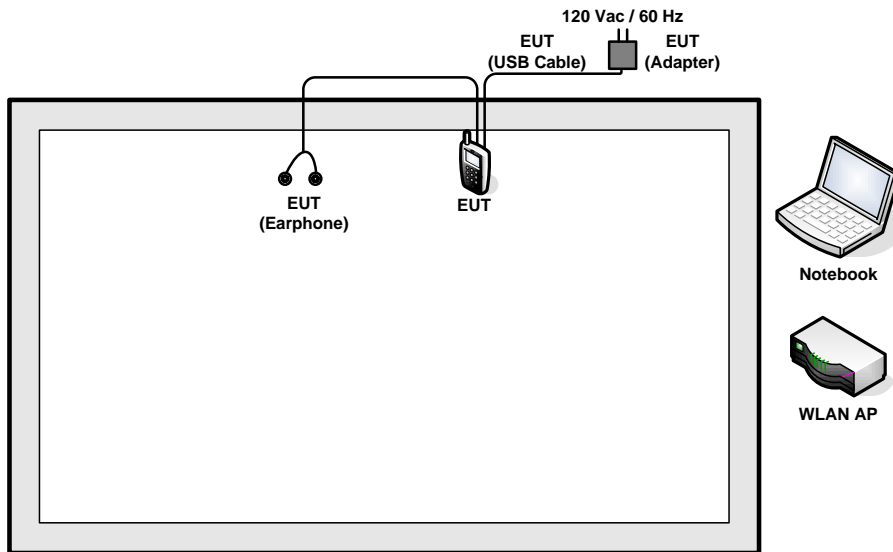 120 Vac / 60 Hz
EUT
(USB Cable)
EUT
(Adapter)
EUT
(Earphone)
EUT
Notebook
WLAN AP